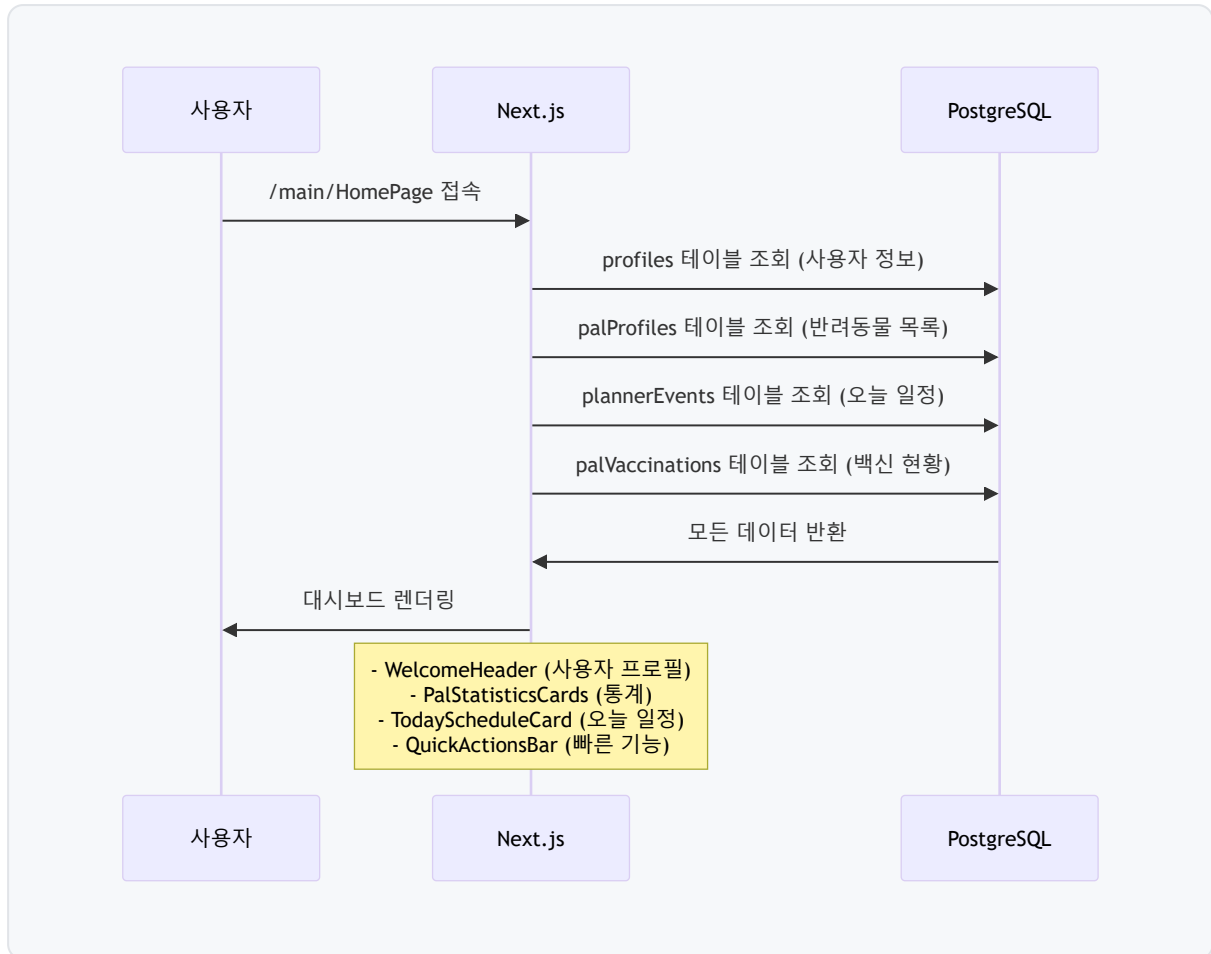 사용자
Next.js
PostgreSQL
/main/HomePage 접속
profiles 테이블 조회 (사용자 정보)
palProfiles 테이블 조회 (반려동물 목록)
plannerEvents 테이블 조회 (오늘 일정)
palVaccinations 테이블 조회 (백신 현황)
모든 데이터 반환
대시보드 렌더링
- WelcomeHeader (사용자 프로필)
- PalStatisticsCards (통계)
- TodayScheduleCard (오늘 일정)
- QuickActionsBar (빠른 기능)
사용자
Next.js
PostgreSQL